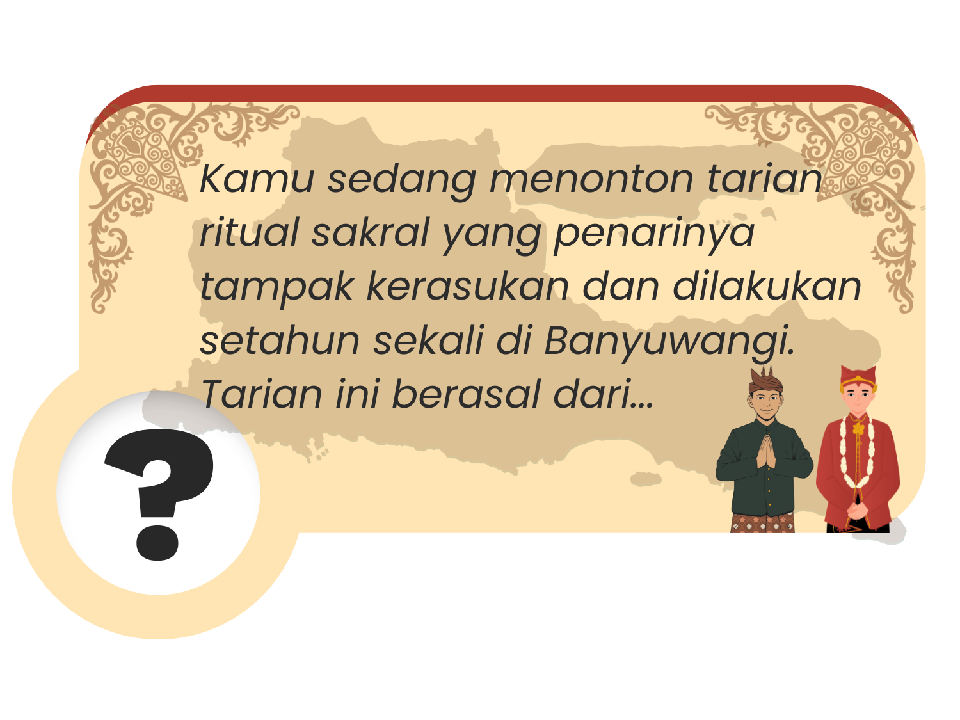 Kamu sedang menonton tarian
ritual sakral yang penarinya
tampak kerasukan dan dilakukan
setahun sekali di Banyuwangi.
Tarian ini berasal dari...
?